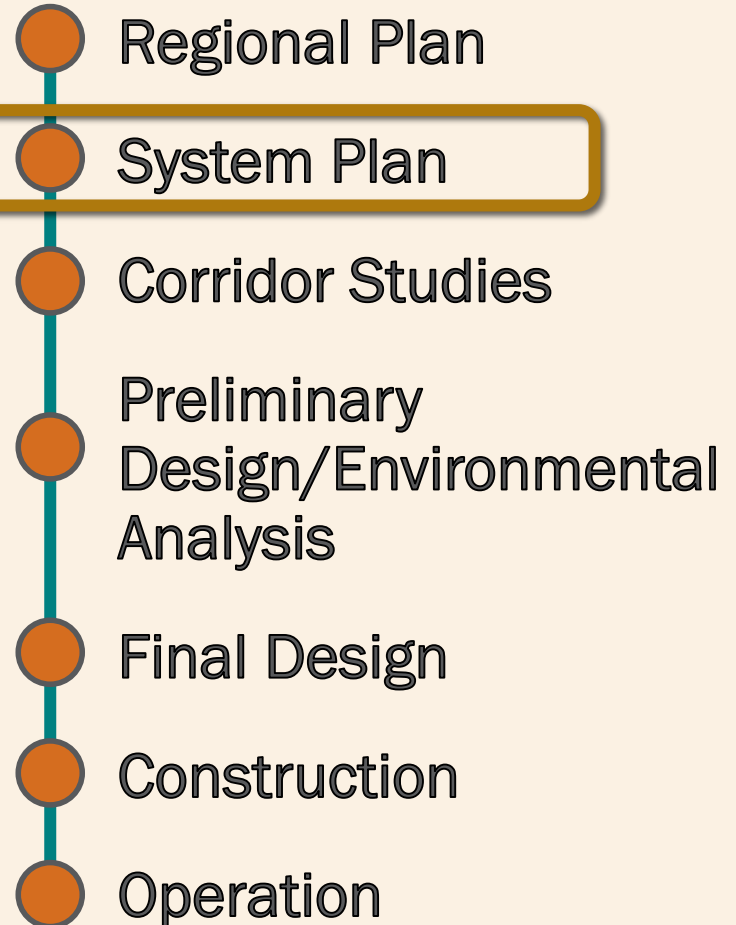 Regional Plan
System Plan
Corridor Studies
Preliminary
Design/Environmental
Analysis
Final Design
Construction
Operation